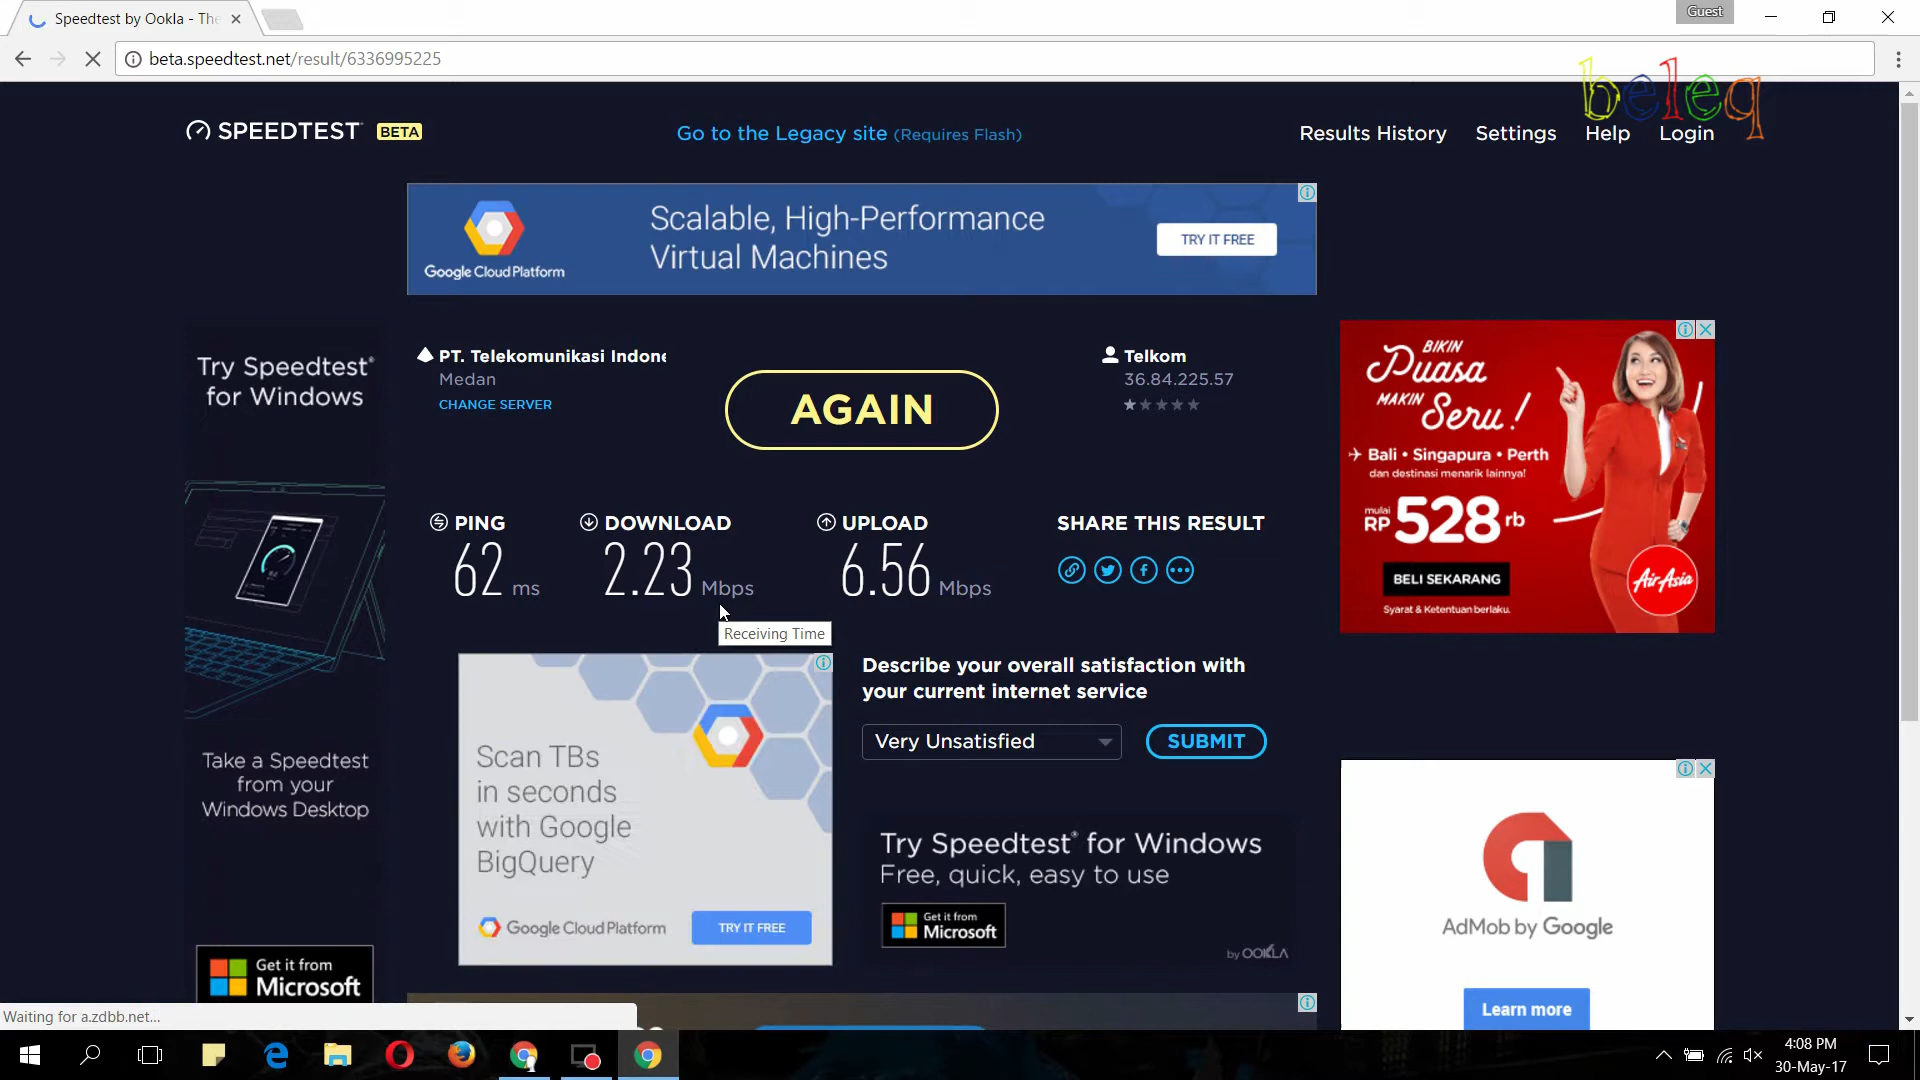 Speedtest by Ookla - The
Guest
beta.speedtest.net/result/6336995225
beleq
SPEEDTEST BETA
Go to the Legacy site (Requires Flash)
Results History Settings Help Login
Scalable, High-Performance
Virtual Machines
Google Cloud Platform
TRY IT FREE
Try Speedtest®
for Windows
Take a Speedtest
from your
Windows Desktop
Get it from
Microsoft
PT. Telekomunikasi Indone
Medan
CHANGE SERVER
AGAIN
Telkom
36.84.225.57
PING
62 ms
DOWNLOAD
2.23 Mbps
UPLOAD
6.56 Mbps
Receiving Time
SHARE THIS RESULT
BIKIN
Puasa
MAKIN
Seru!
Bali • Singapura • Perth
dan destinasi menarik lainnya!
mulai
RP 528 rb
BELI SEKARANG
Syarat & Ketentuan berlaku.
AirAsia
Scan TBs
in seconds
with Google
BigQuery
Google Cloud Platform
TRY IT FREE
Describe your overall satisfaction with
your current internet service
Very Unsatisfied
SUBMIT
Try Speedtest® for Windows
Free, quick, easy to use
Get it from
Microsoft
by OOKLA
AdMob by Google
Learn more
Waiting for a.zdbb.net...
4:08 PM
30-May-17